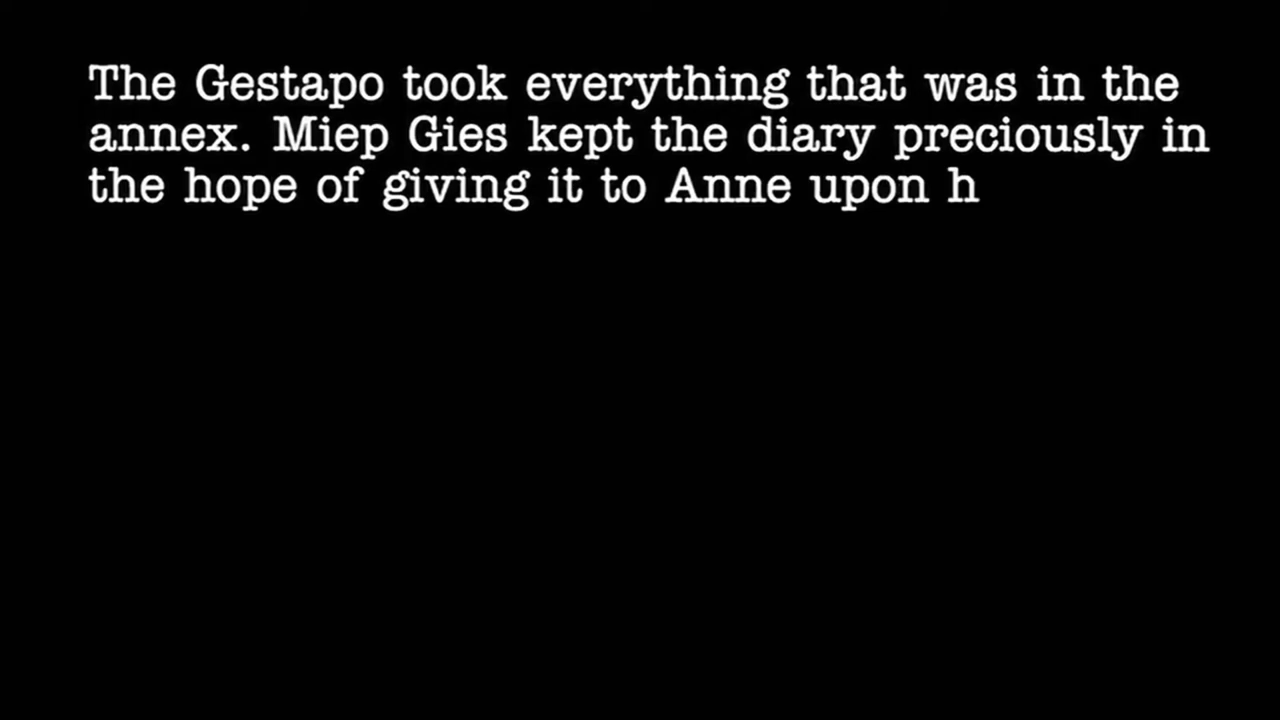 The Gestapo took everything that was in the
annex. Miep Gies kept the diary preciously in
the hope of giving it to Anne upon h